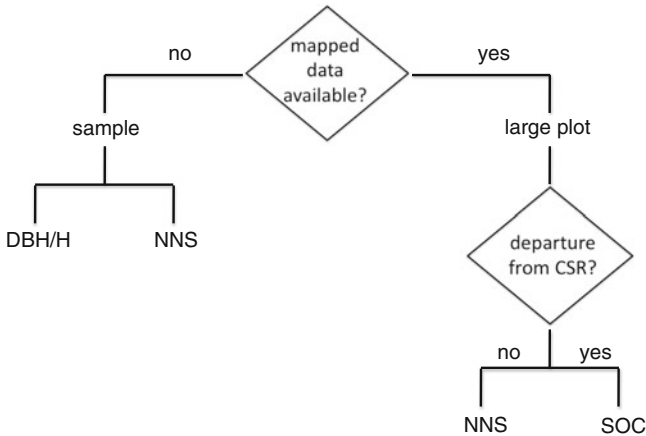 mapped
data
available?
no
yes
sample
large plot
DBH/H
NNS
departure
from CSR?
no
yes
NNS
SOC